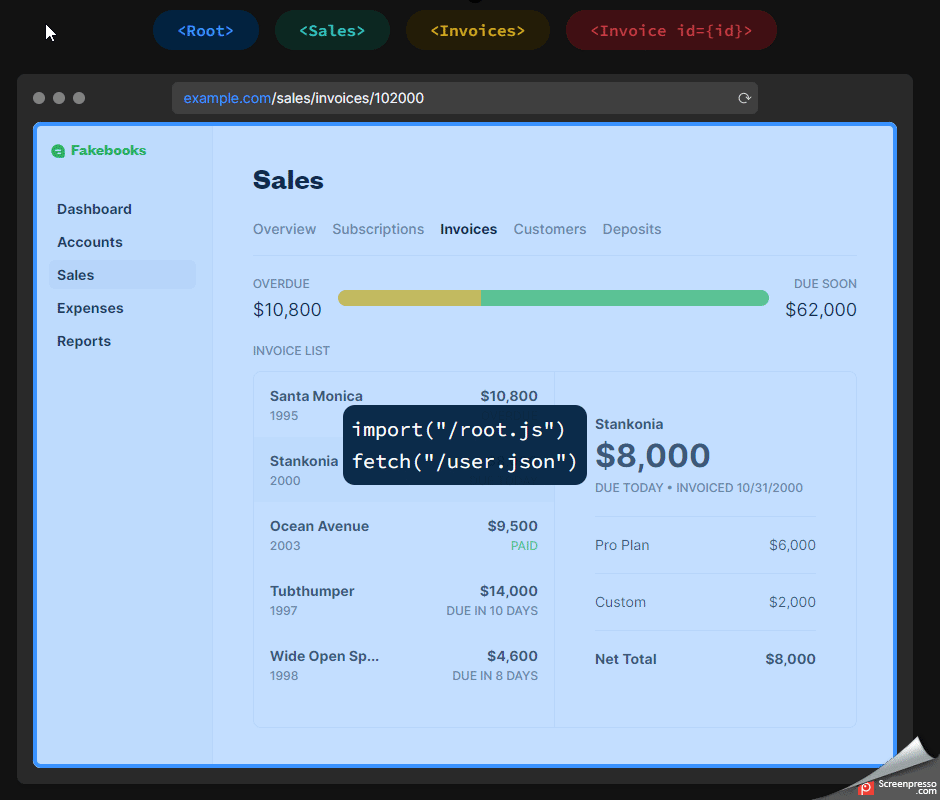 <Root> <Sales> <Invoices> <Invoice id={id}>
example.com/sales/invoices/102000
Fakebooks
Dashboard
Accounts
Sales
Expenses
Reports
Sales
Overview Subscriptions Invoices Customers Deposits
OVERDUE DUE SOON
$10,800 $62,000
INVOICE LIST
Santa Monica $10,800
1995
import("/root.js")
fetch("/user.json")
Stankonia
2000
Ocean Avenue $9,500
2003 PAID
Tubthumper $14,000
1997 DUE IN 10 DAYS
Wide Open Sp... $4,600
1998 DUE IN 8 DAYS
Stankonia
$8,000
DUE TODAY • INVOICED 10/31/2000
Pro Plan $6,000
Custom $2,000
Net Total $8,000
Screenpresso
.com